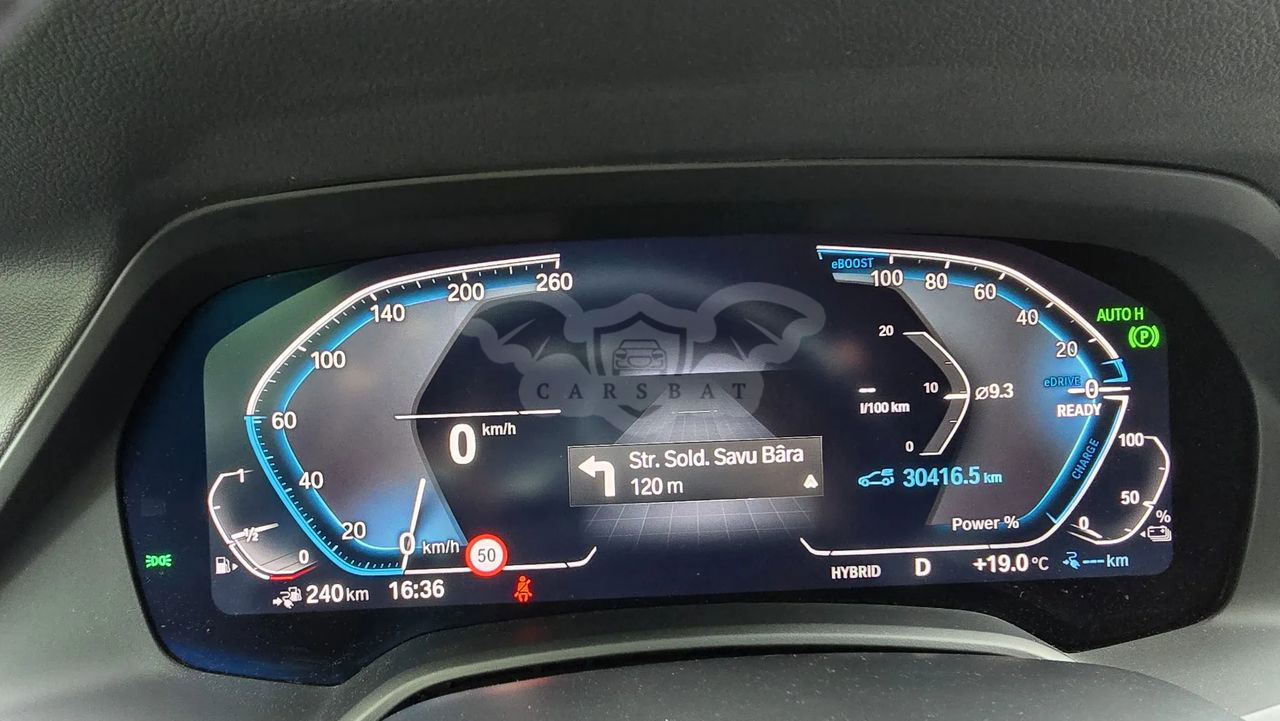 260
200
140
100
60
40
20
0 km/h
0 km/h
1
½
0
240 km
16:36
50
CARSBAT
Str. Sold. Savu Bâra
120 m
eBOOST
100
80
60
40
20
eDRIVE
0
READY
CHARGE
AUTO H
P
20
10
0
l/100 km
⌀9.3
30416.5 km
Power %
100
50
0
%
HYBRID
D
+19.0 °C
--- km